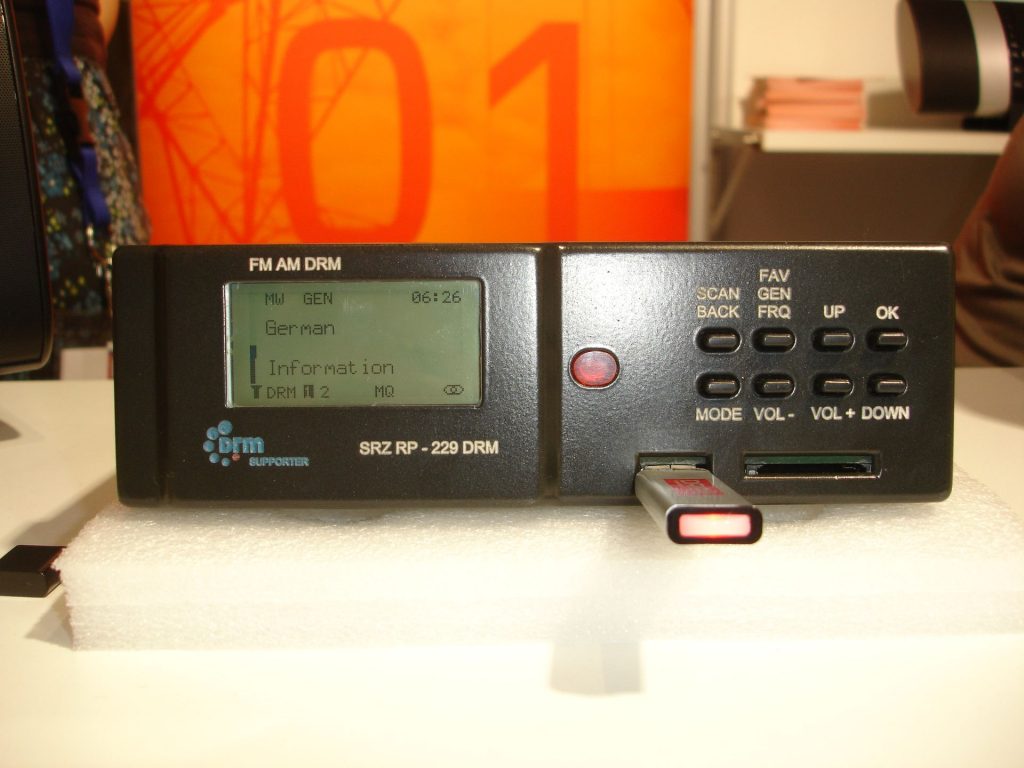 01
FM AM DRM
MW GEN 06:26
German
Information
DRM 1 2 MQ
DRM
SUPPORTER
SRZ RP - 229 DRM
SCAN
BACK
FAV
GEN
FRQ
UP
OK
MODE
VOL -
VOL +
DOWN